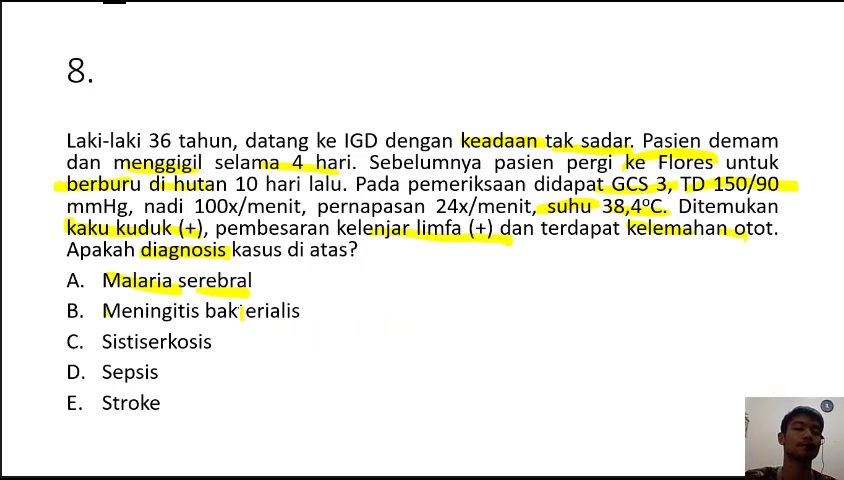 8.
Laki-laki 36 tahun, datang ke IGD dengan keadaan tak sadar. Pasien demam
dan menggigil selama 4 hari. Sebelumnya pasien pergi ke Flores untuk
berburu di hutan 10 hari lalu. Pada pemeriksaan didapat GCS 3, TD 150/90
mmHg, nadi 100x/menit, pernapasan 24x/menit, suhu 38,4ºC. Ditemukan
kaku kuduk (+), pembesaran kelenjar limfa (+) dan terdapat kelemahan otot.
Apakah diagnosis kasus di atas?
A. Malaria serebral
B. Meningitis bakterialis
C. Sistiserkosis
D. Sepsis
E. Stroke